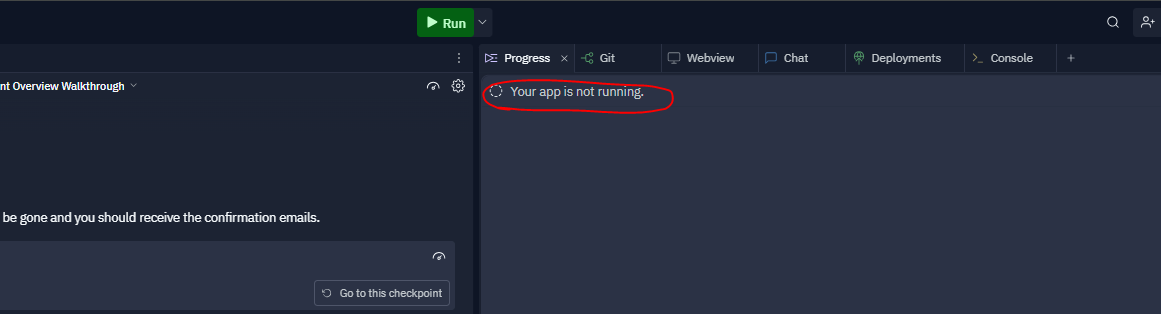 Run
Progress
Git
Webview
Chat
Deployments
Console
nt Overview Walkthrough
Your app is not running.
be gone and you should receive the confirmation emails.
Go to this checkpoint